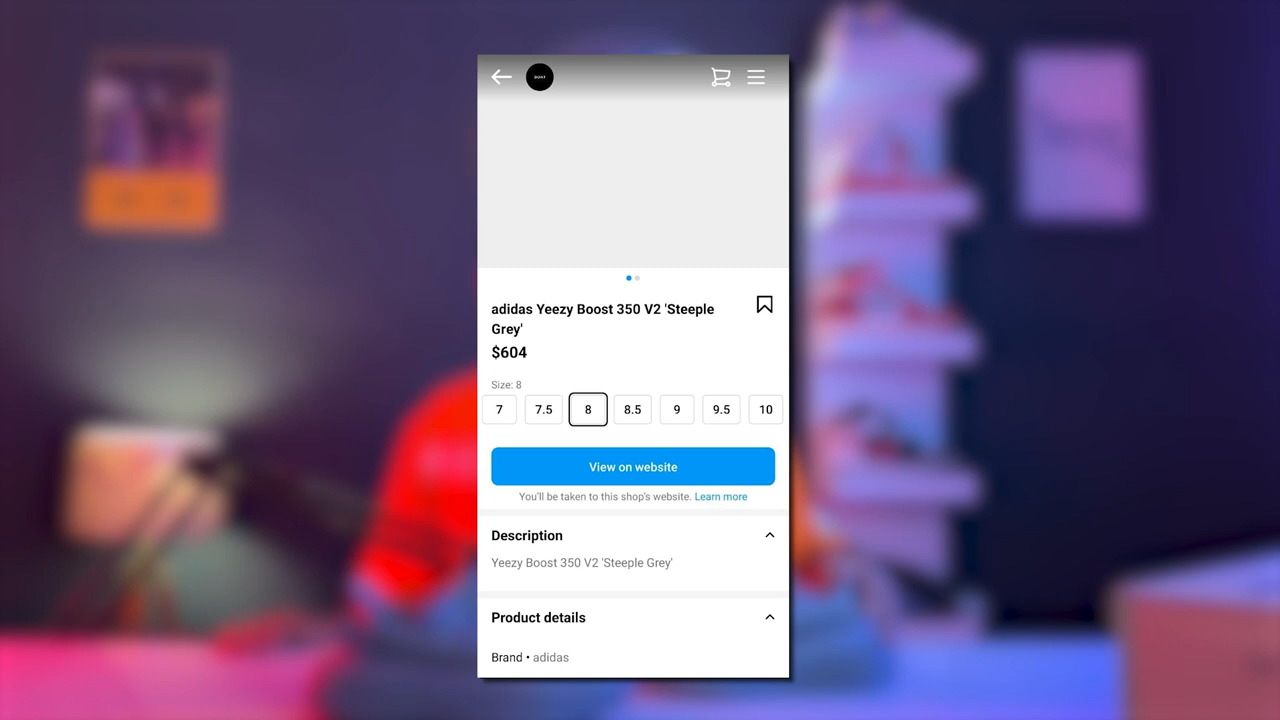 adidas Yeezy Boost 350 V2 'Steeple
Grey'
$604
Size: 8
7 7.5 8 8.5 9 9.5 10
View on website
You'll be taken to this shop's website. Learn more
Description
Yeezy Boost 350 V2 'Steeple Grey'
Product details
Brand • adidas